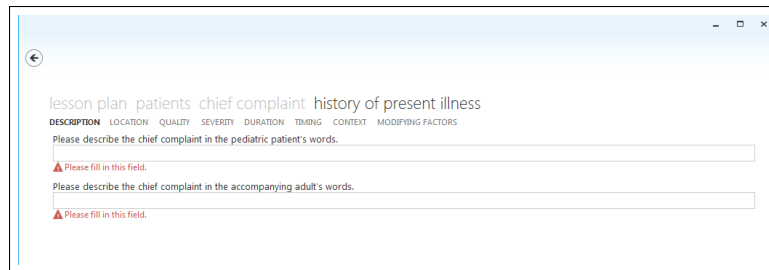 lesson plan patients chief complaint history of present illness
DESCRIPTION LOCATION QUALITY SEVERITY DURATION TIMING CONTEXT MODIFYING FACTORS
Please describe the chief complaint in the pediatric patient's words.
Please fill in this field.
Please describe the chief complaint in the accompanying adult's words.
Please fill in this field.